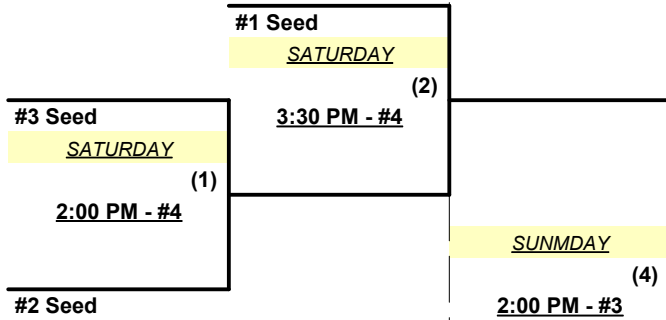 #1 Seed
SATURDAY
(2)
3:30 PM - #4
#3 Seed
SATURDAY
(1)
2:00 PM - #4
#2 Seed
SUNMDAY
(4)
2:00 PM - #3